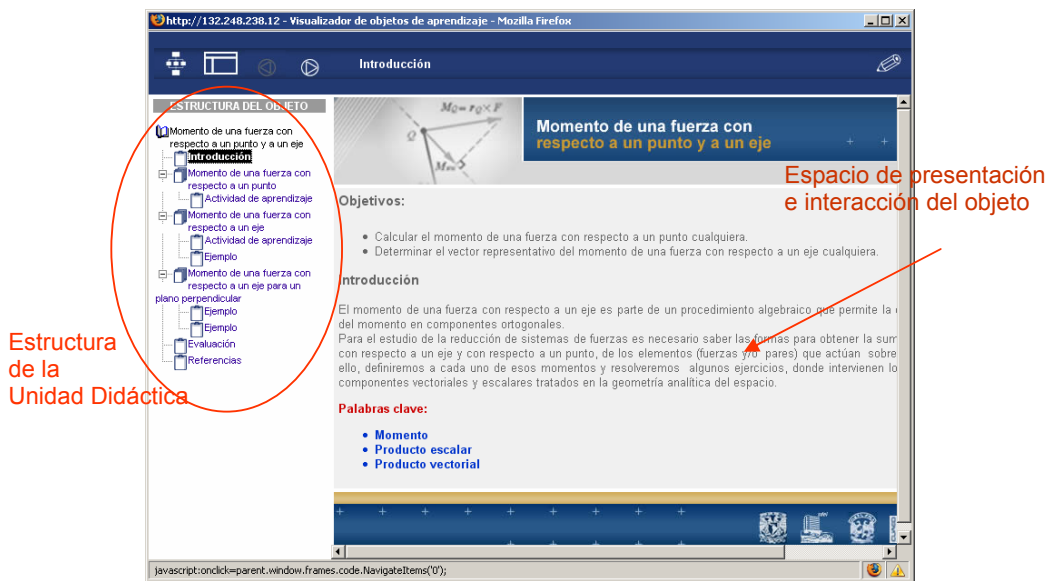 http://132.248.238.12 - Visualizador de objetos de aprendizaje - Mozilla Firefox
Introducción
ESTRUCTURA DEL OBJETO
Momento de una fuerza con
respecto a un punto y a un eje
Introducción
Momento de una fuerza con
respecto a un punto
Actividad de aprendizaje
Momento de una fuerza con
respecto a un eje
Actividad de aprendizaje
Ejemplo
Momento de una fuerza con
respecto a un eje para un
plano perpendicular
Ejemplo
Ejemplo
Evaluación
Referencias
Estructura
de la
Unidad Didáctica
Q
Momento de una fuerza con
respecto a un punto y a un eje
Espacio de presentación
e interacción del objeto
Objetivos:
Calcular el momento de una fuerza con respecto a un punto cualquiera.
Determinar el vector representativo del momento de una fuerza con respecto a un eje cualquiera.
Introducción
El momento de una fuerza con respecto a un eje es parte de un procedimiento algebraico que permite la
del momento en componentes ortogonales.
Para el estudio de la reducción de sistemas de fuerzas es necesario saber las formas para obtener la sum
con respecto a un eje y con respecto a un punto, de los elementos (fuerzas y/o pares) que actúan sobre
ello, definiremos a cada uno de esos momentos y resolveremos algunos ejercicios, donde intervienen lo
componentes vectoriales y escalares tratados en la geometría analítica del espacio.
Palabras clave:
Momento
Producto escalar
Producto vectorial
javascript:onclick=parent.window.frames.code.NavigateItems('0');